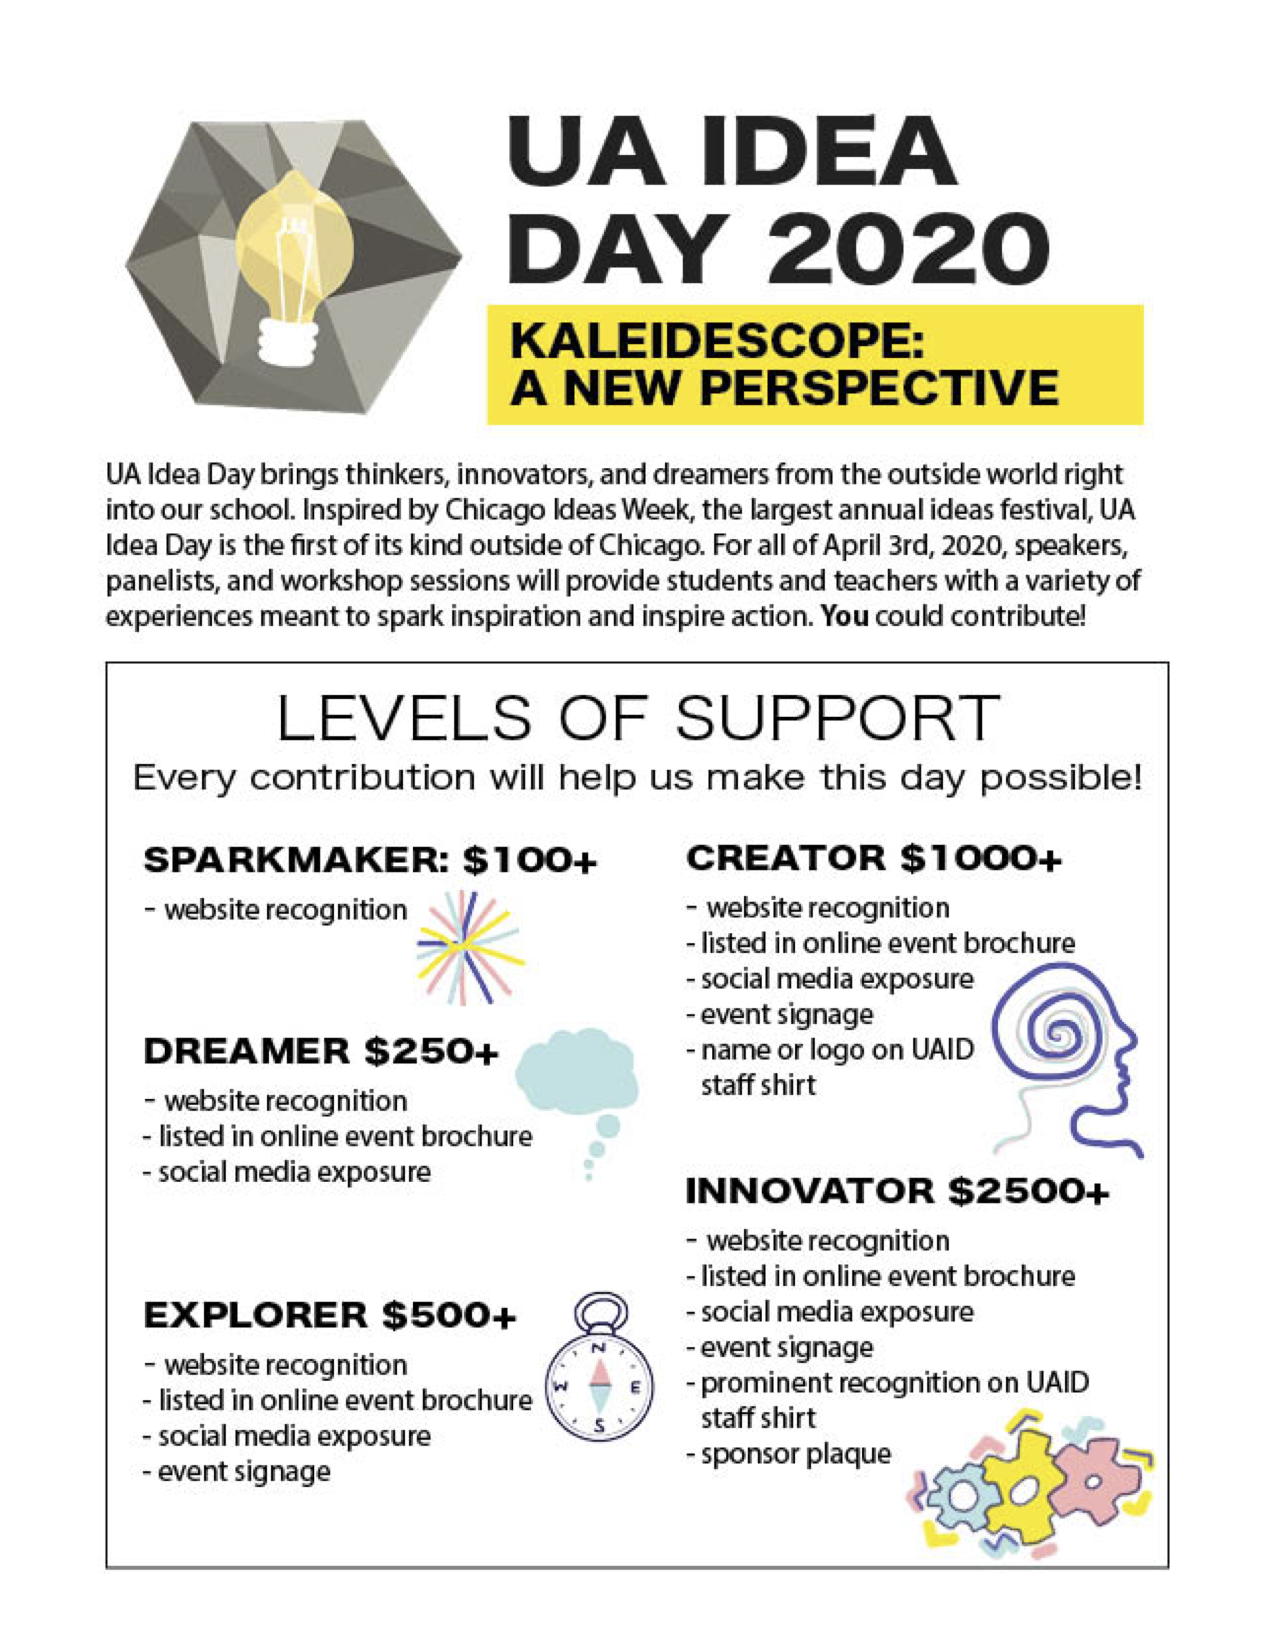 UA IDEA
DAY 2020
KALEIDESCOPE:
A NEW PERSPECTIVE
UA Idea Day brings thinkers, innovators, and dreamers from the outside world right
into our school. Inspired by Chicago Ideas Week, the largest annual ideas festival, UA
Idea Day is the first of its kind outside of Chicago. For all of April 3rd, 2020, speakers,
panelists, and workshop sessions will provide students and teachers with a variety of
experiences meant to spark inspiration and inspire action. You could contribute!
LEVELS OF SUPPORT
Every contribution will help us make this day possible!
SPARKMAKER: $100+
- website recognition
DREAMER $250+
- website recognition
- listed in online event brochure
- social media exposure
EXPLORER $500+
- website recognition
- listed in online event brochure
- social media exposure
- event signage
N
W E
S
CREATOR $1000+
- website recognition
- listed in online event brochure
- social media exposure
- event signage
- name or logo on UAID
staff shirt
INNOVATOR $2500+
- website recognition
- listed in online event brochure
- social media exposure
- event signage
- prominent recognition on UAID
staff shirt
- sponsor plaque